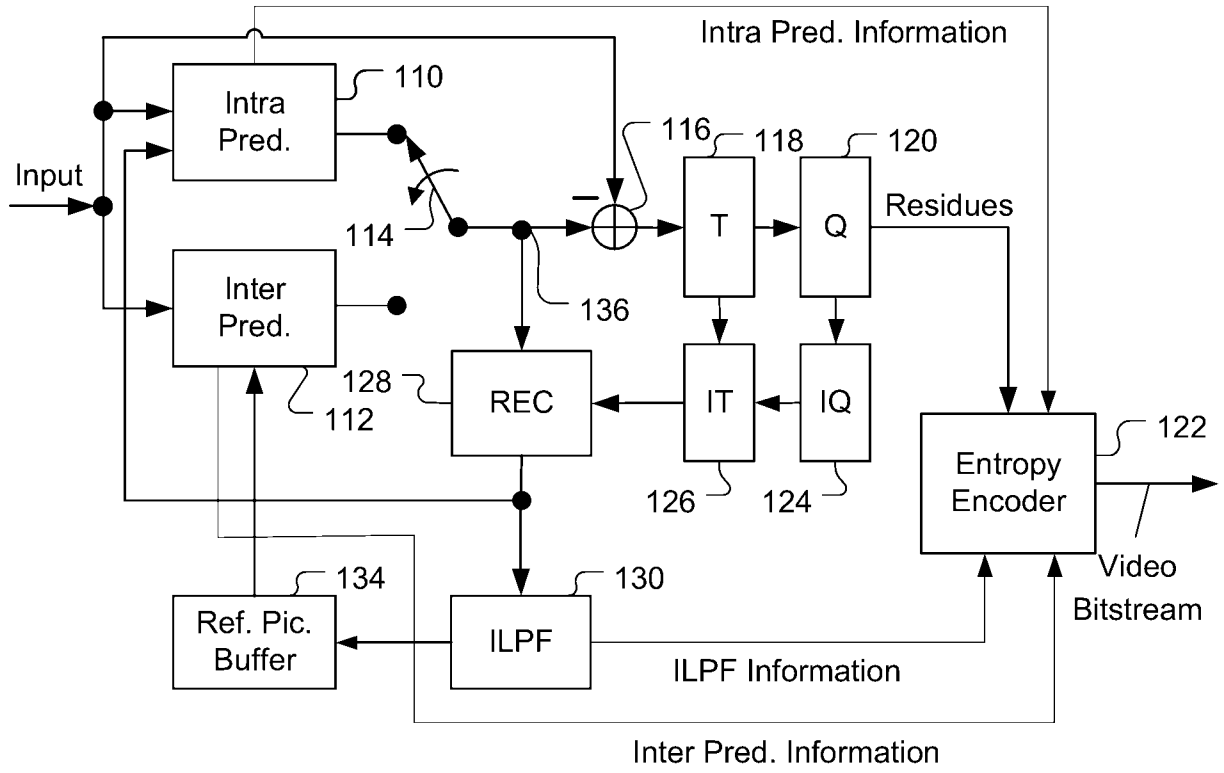 Intra Pred. Information
110
Intra
Pred.
116
118
120
Input
−
Residues
114
T
Q
Inter
Pred.
136
128
112
REC
IT
IQ
122
Entropy
Encoder
126
124
134
130
Video
Bitstream
Ref. Pic.
Buffer
ILPF
ILPF Information
Inter Pred. Information